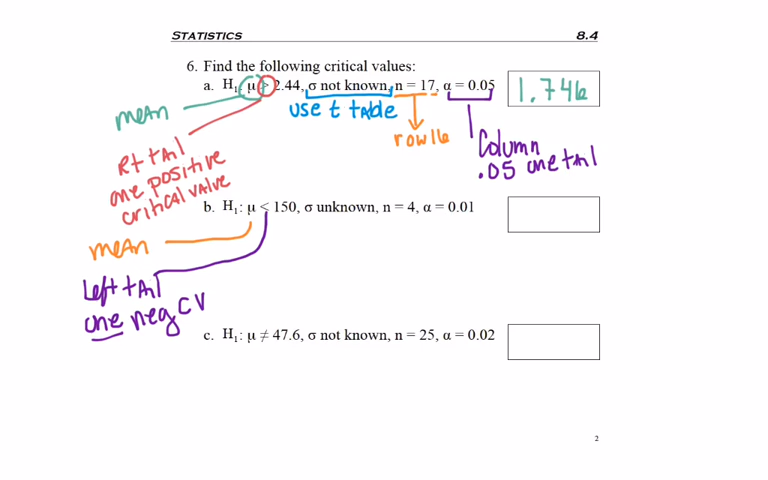 STATISTICS 8.4
6. Find the following critical values:
a. H₁: μ > 2.44, σ not known, n = 17, α = 0.05 1.746
mean
use t table
row 16
Column
.05 one tail
Rt tail
one positive
critical value
b. H₁: μ < 150, σ unknown, n = 4, α = 0.01
mean
Left tail
one neg CV
c. H₁: μ ≠ 47.6, σ not known, n = 25, α = 0.02
2